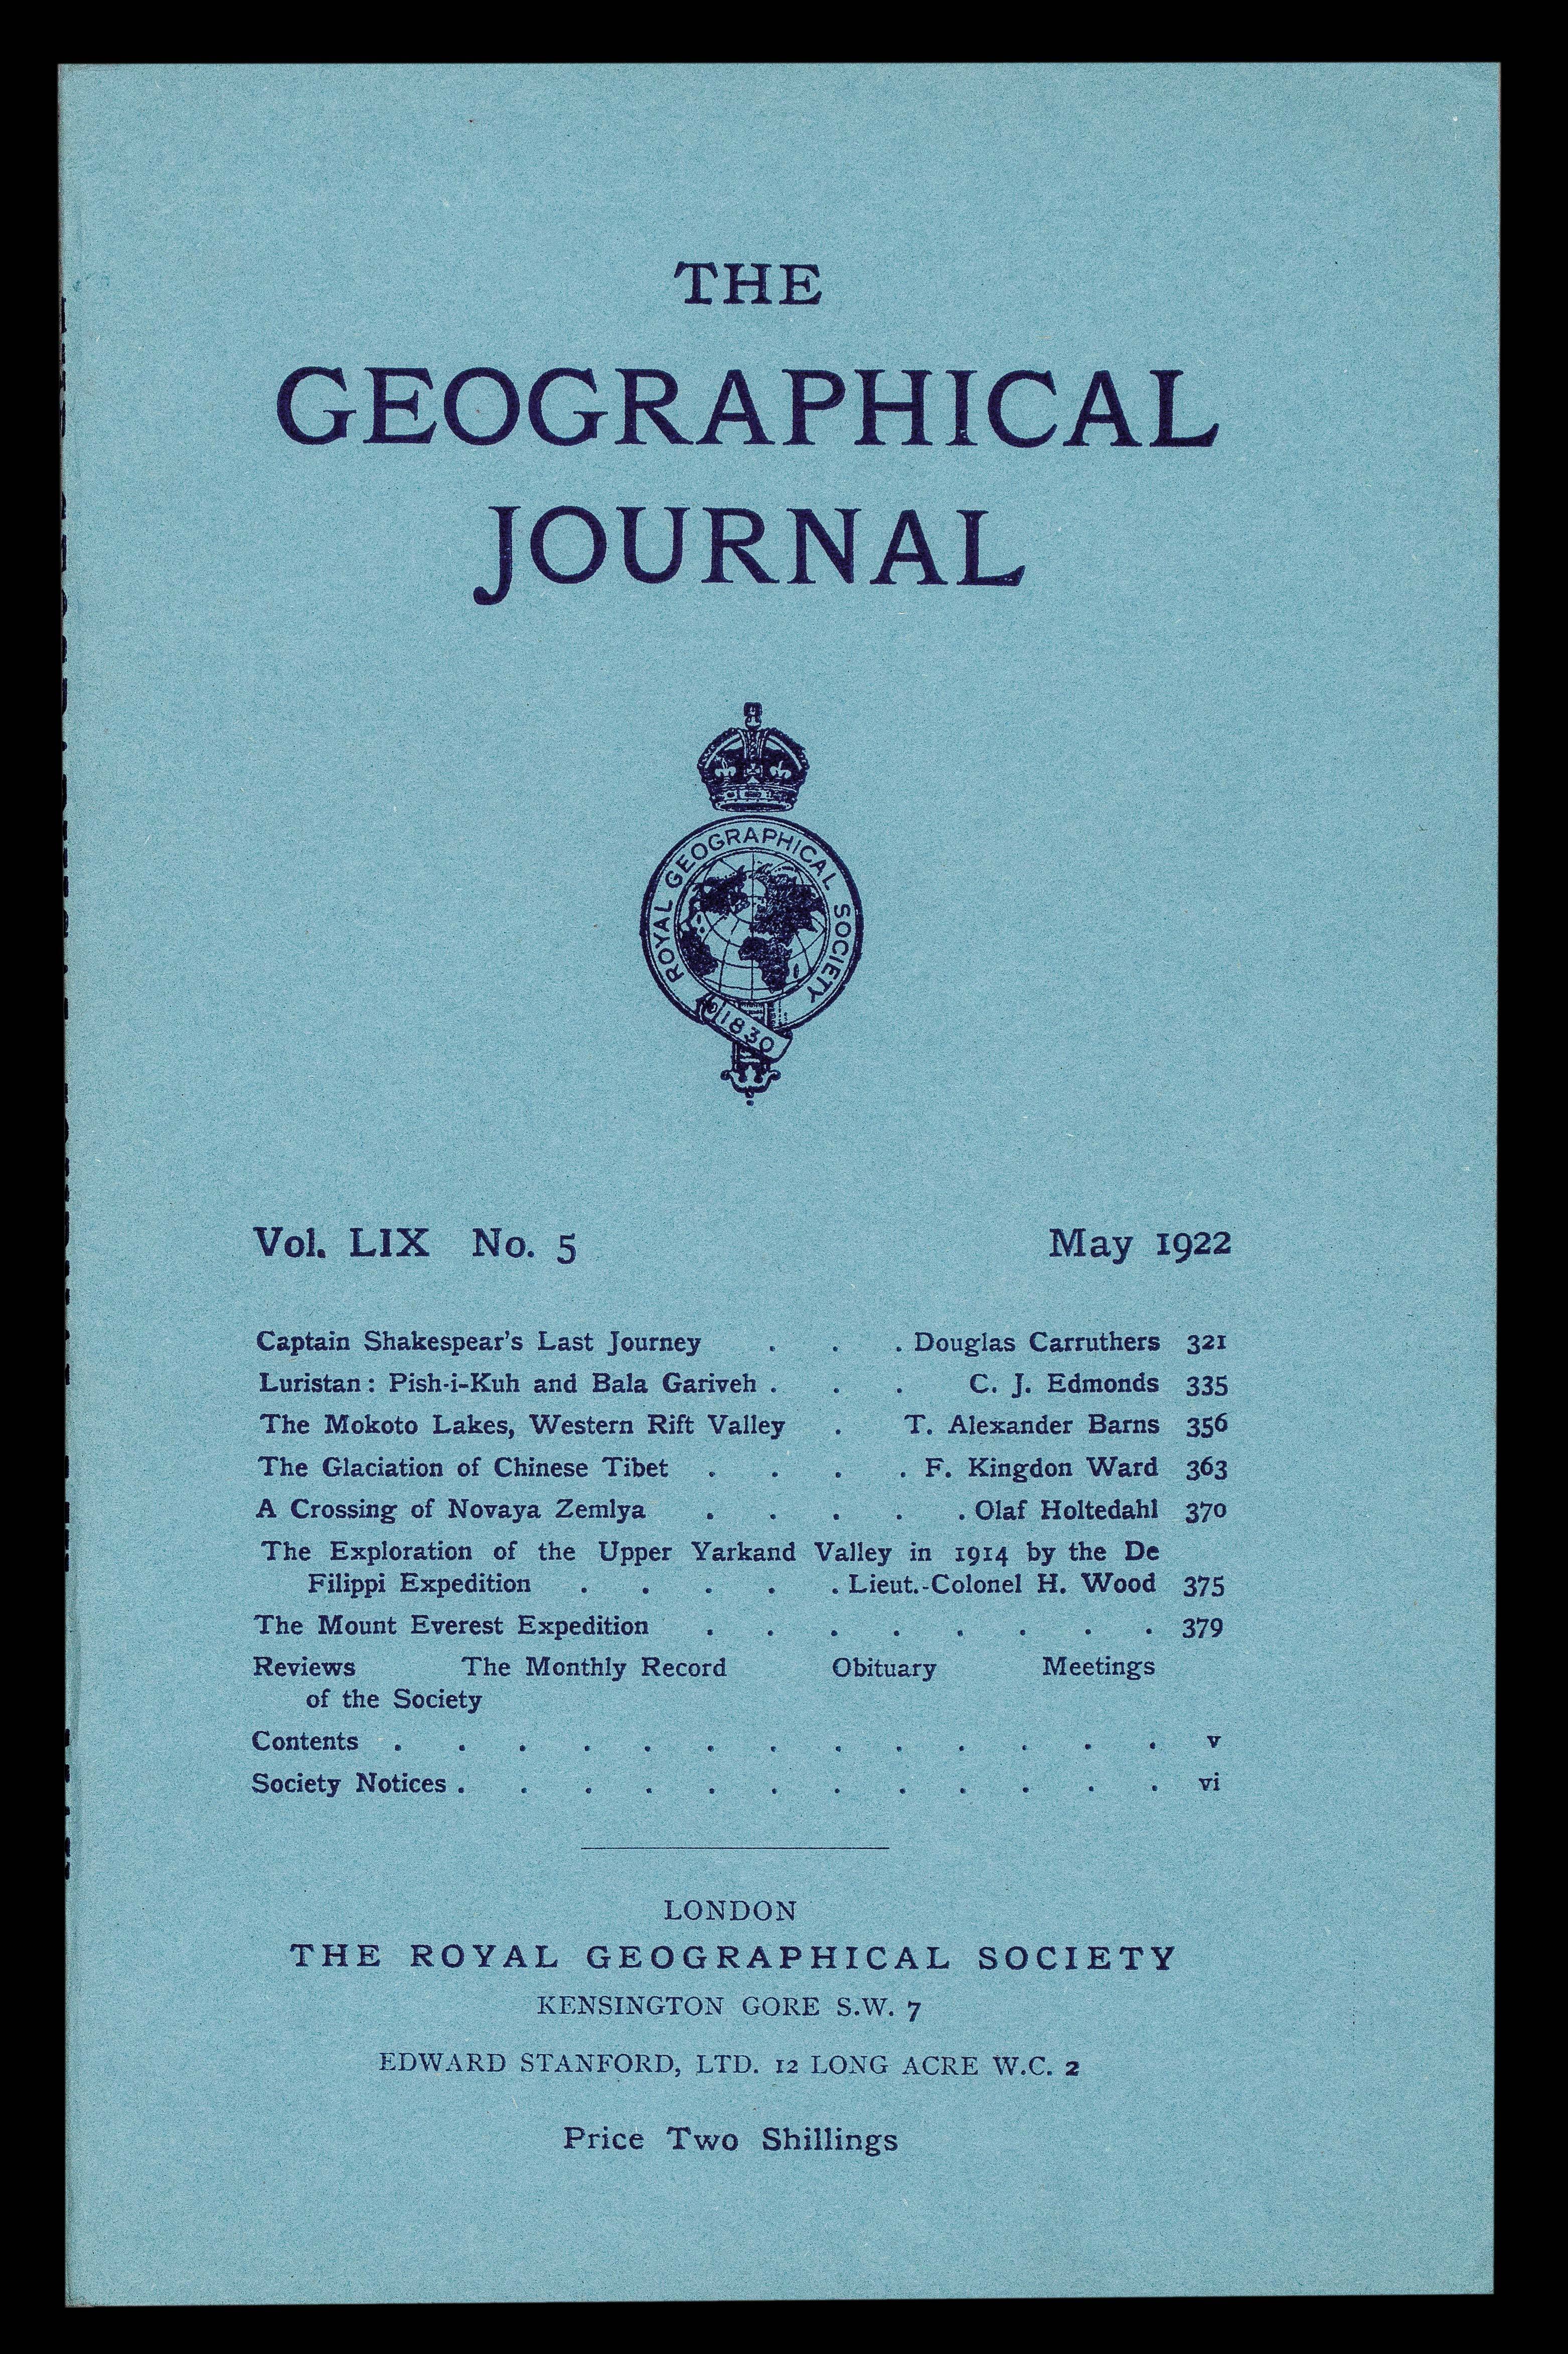 THE
GEOGRAPHICAL
JOURNAL
ROYAL GEOGRAPHICAL SOCIETY
1830
Vol. LIX No. 5 May 1922
Captain Shakespear's Last Journey . . . Douglas Carruthers 321
Luristan: Pish-i-Kuh and Bala Gariveh . . . C. J. Edmonds 335
The Mokoto Lakes, Western Rift Valley . T. Alexander Barns 356
The Glaciation of Chinese Tibet . . . . F. Kingdon Ward 363
A Crossing of Novaya Zemlya . . . . . Olaf Holtedahl 370
The Exploration of the Upper Yarkand Valley in 1914 by the De
Filippi Expedition . . . . . Lieut.-Colonel H. Wood 375
The Mount Everest Expedition . . . . . . . . 379
Reviews The Monthly Record Obituary Meetings
of the Society
Contents . . . . . . . . . . . . . v
Society Notices . . . . . . . . . . . . vi
LONDON
THE ROYAL GEOGRAPHICAL SOCIETY
KENSINGTON GORE S.W. 7
EDWARD STANFORD, LTD. 12 LONG ACRE W.C. 2
Price Two Shillings